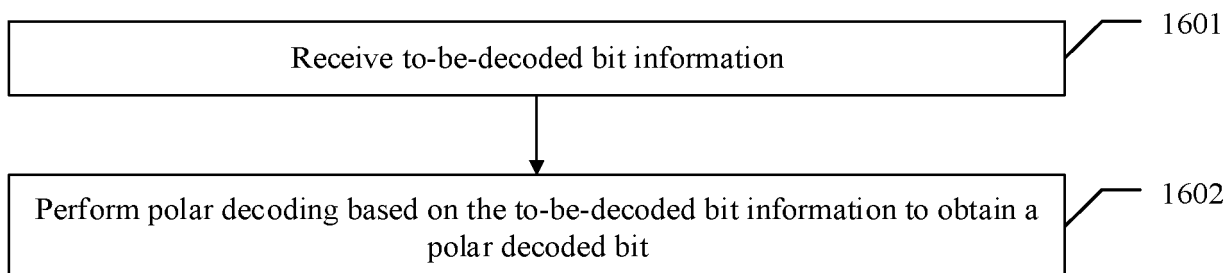 1601
Receive to-be-decoded bit information
1602
Perform polar decoding based on the to-be-decoded bit information to obtain a
polar decoded bit